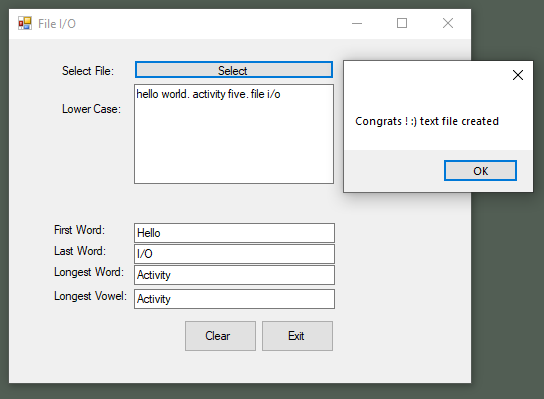 File I/O
Select File:
Select
Lower Case:
hello world. activity five. file i/o
Congrats ! :) text file created
OK
First Word:
Hello
Last Word:
I/O
Longest Word:
Activity
Longest Vowel:
Activity
Clear
Exit